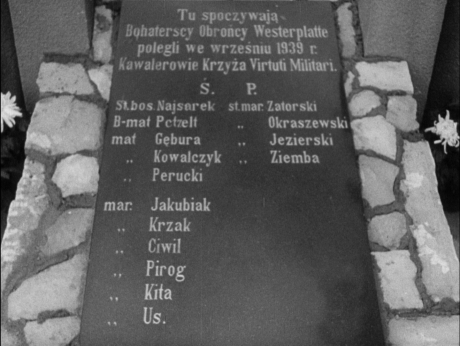 Tu spoczywają
Bohaterscy Obrońcy Westerplatte
polegli we wrześniu 1939 r.
Kawalerowie Krzyża Virtuti Militari.
Ś. P.
St.bos. Najsarek st.mar. Zatorski
B-mat Petzelt „ Okraszewski
mat Gębura „ Jezierski
„ Kowalczyk „ Ziemba
„ Perucki
mar. Jakubiak
„ Krzak
„ Ciwil
„ Pirog
„ Kita
„ Us.